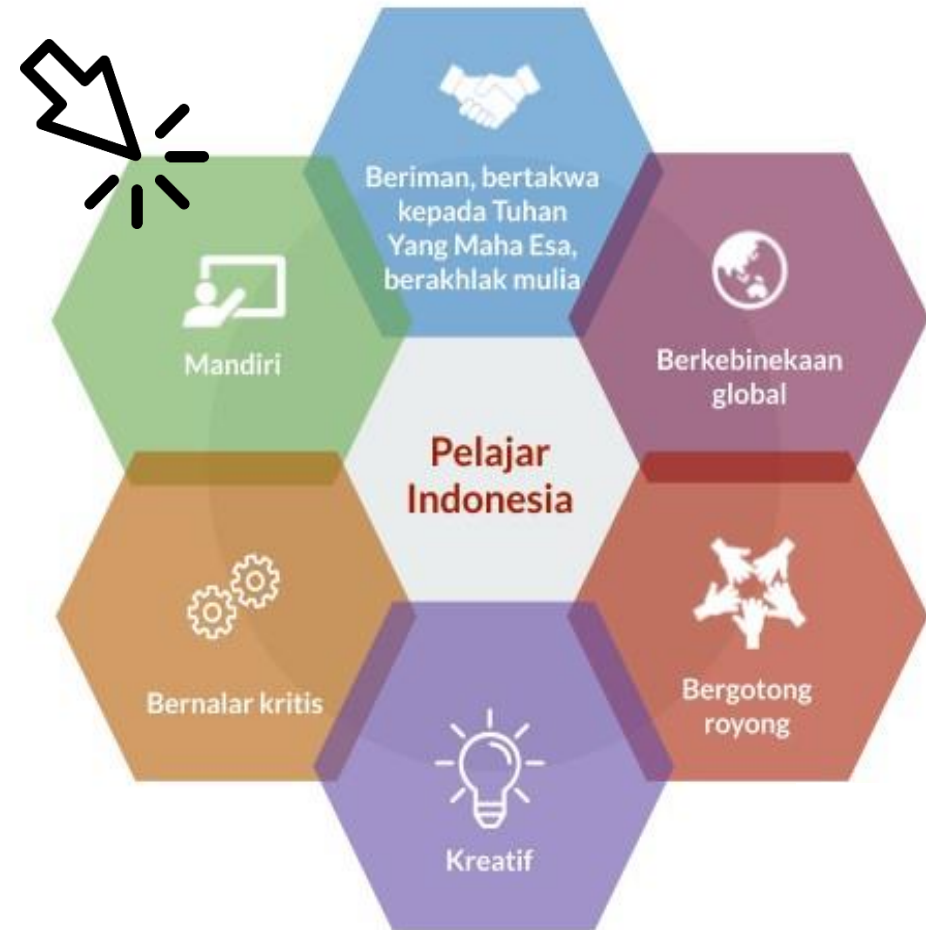 Beriman, bertakwa
kepada Tuhan
Yang Maha Esa,
berakhlak mulia
Mandiri
Berkebinekaan
global
Pelajar
Indonesia
Bernalar kritis
Bergotong
royong
Kreatif